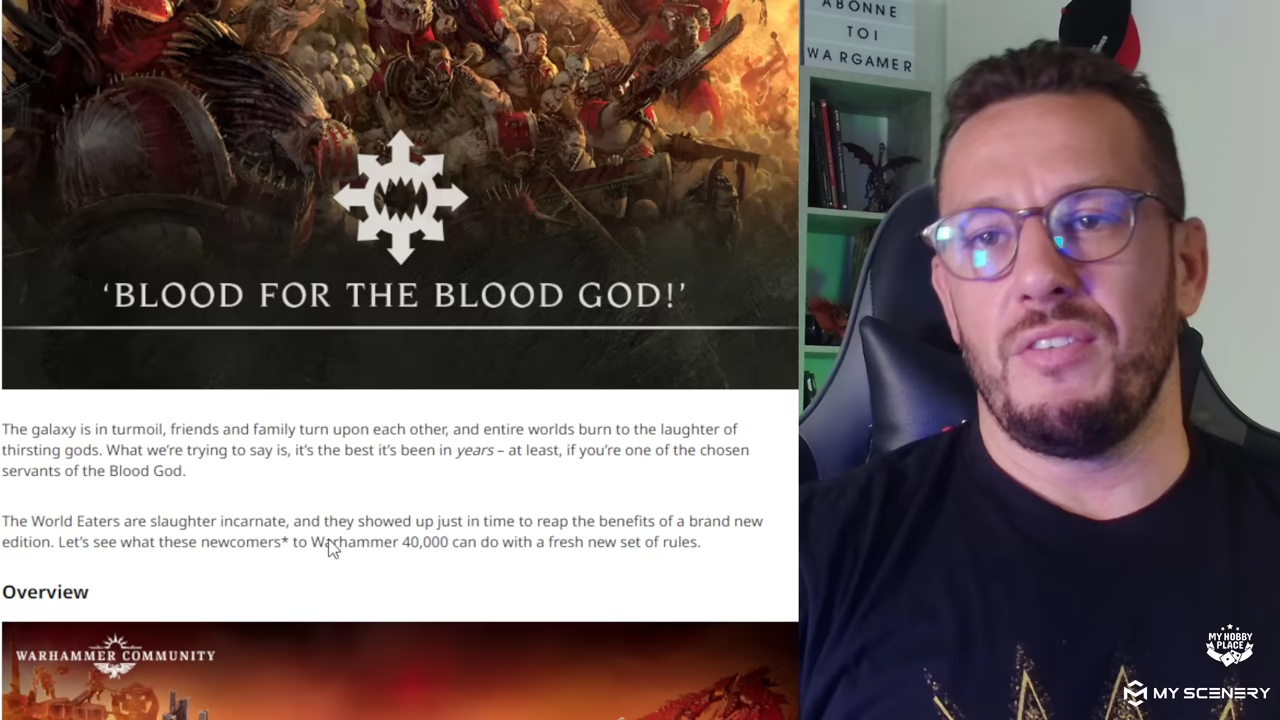 ‘BLOOD FOR THE BLOOD GOD!’
The galaxy is in turmoil, friends and family turn upon each other, and entire worlds burn to the laughter of
thirsting gods. What we’re trying to say is, it’s the best it’s been in years – at least, if you’re one of the chosen
servants of the Blood God.
The World Eaters are slaughter incarnate, and they showed up just in time to reap the benefits of a brand new
edition. Let’s see what these newcomers* to Warhammer 40,000 can do with a fresh new set of rules.
Overview
WARHAMMER COMMUNITY
ABONNE
TOI
WARGAMER
MY HOBBY
PLACE
MY SCENERY